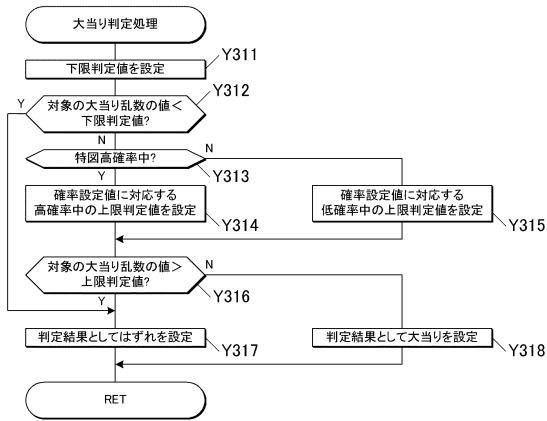 大当り判定処理
下限判定値を設定
Y311
対象の大当り乱数の値＜
下限判定値?
Y312
Y
N
特図高確率中?
N
Y313
Y
確率設定値に対応する
高確率中の上限判定値を設定
Y314
確率設定値に対応する
低確率中の上限判定値を設定
Y315
対象の大当り乱数の値＞
上限判定値?
N
Y316
Y
判定結果としてはずれを設定
Y317
判定結果として大当りを設定
Y318
RET